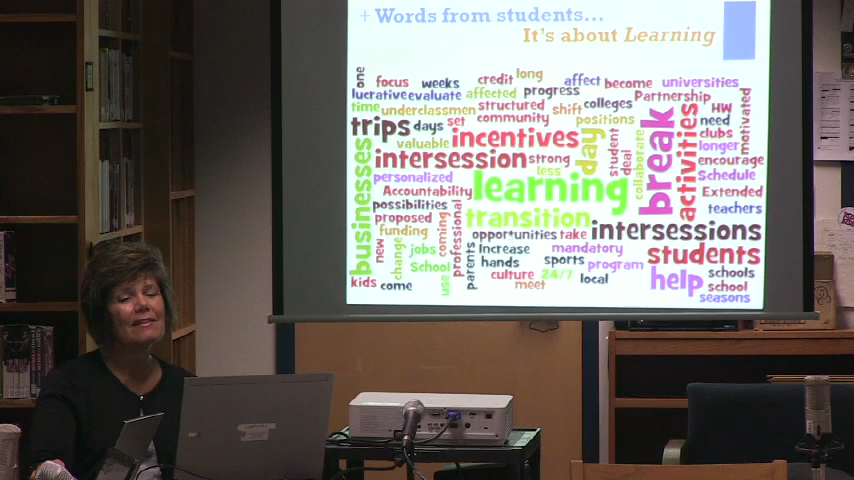 + Words from students...
It's about Learning
one focus weeks credit long affect become universities
lucrative evaluate affected progress Partnership motivated
time underclassmen structured shift colleges HW
trips days set community positions need
valuable incentives day student break activities clubs
intersession strong deal collaborate longer encourage
businesses personalized less Schedule
Accountability learning Extended
possibilities teachers
proposed professional transition
funding coming opportunities take intersessions
new change jobs parents Increase mandatory students
School hands sports program
kids come use culture 24/7 local help schools
meet school
seasons